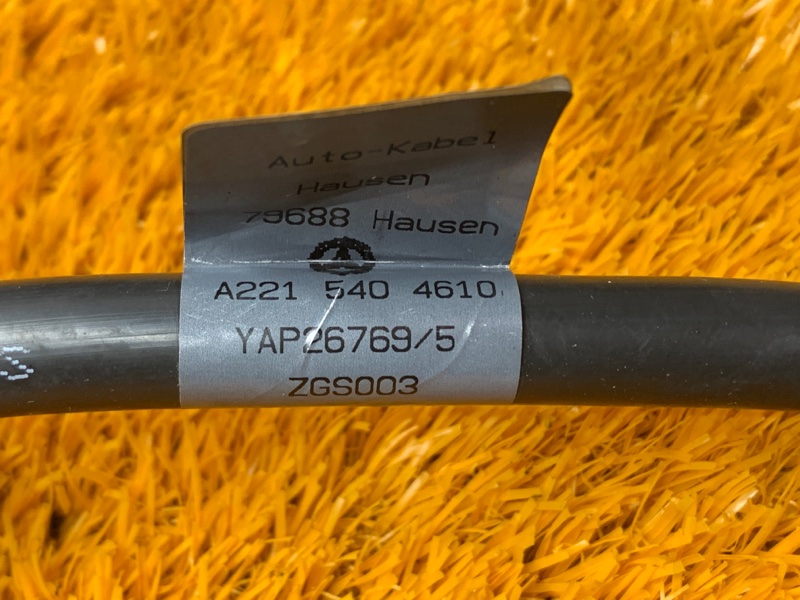 Auto-Kabel
Hausen
79688 Hausen
A221 540 4610
YAP26769/5
ZGS003